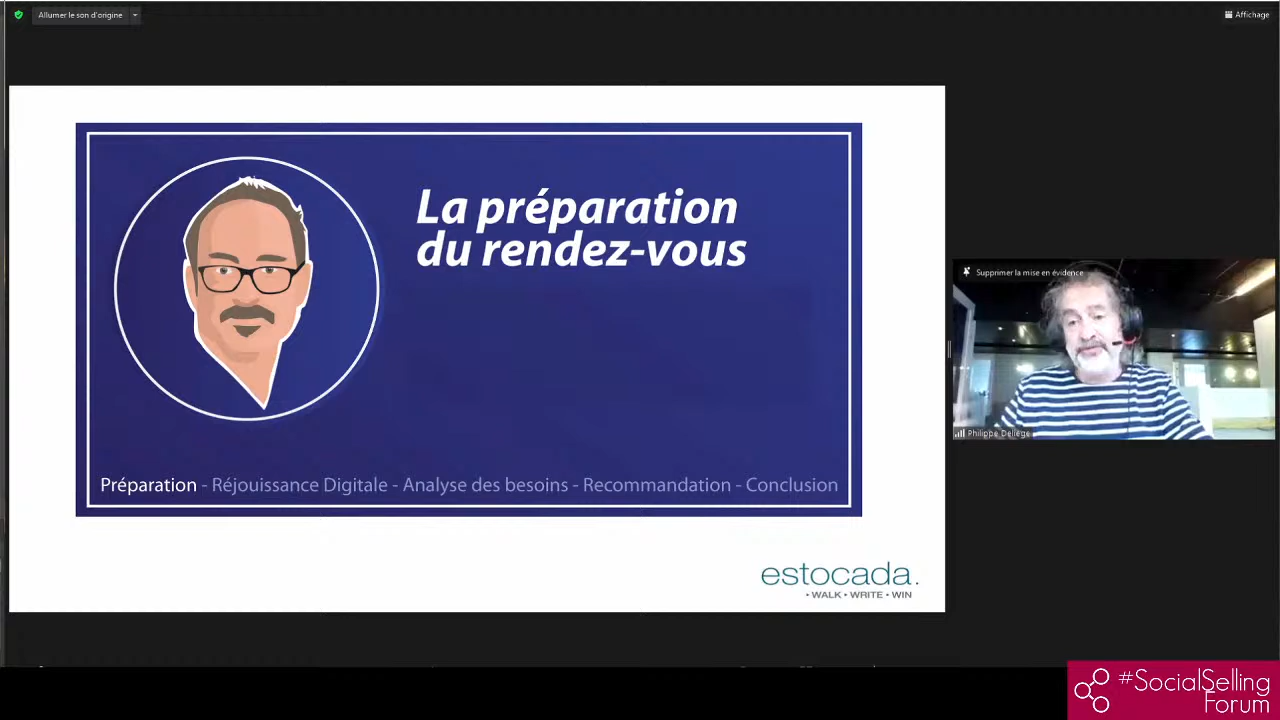 Allumer le son d'origine
Affichage
La préparation
du rendez-vous
Supprimer la mise en évidence
Philippe Deliège
Préparation - Réjouissance Digitale - Analyse des besoins - Recommandation - Conclusion
estocada.
• WALK • WRITE • WIN
#SocialSelling
Forum